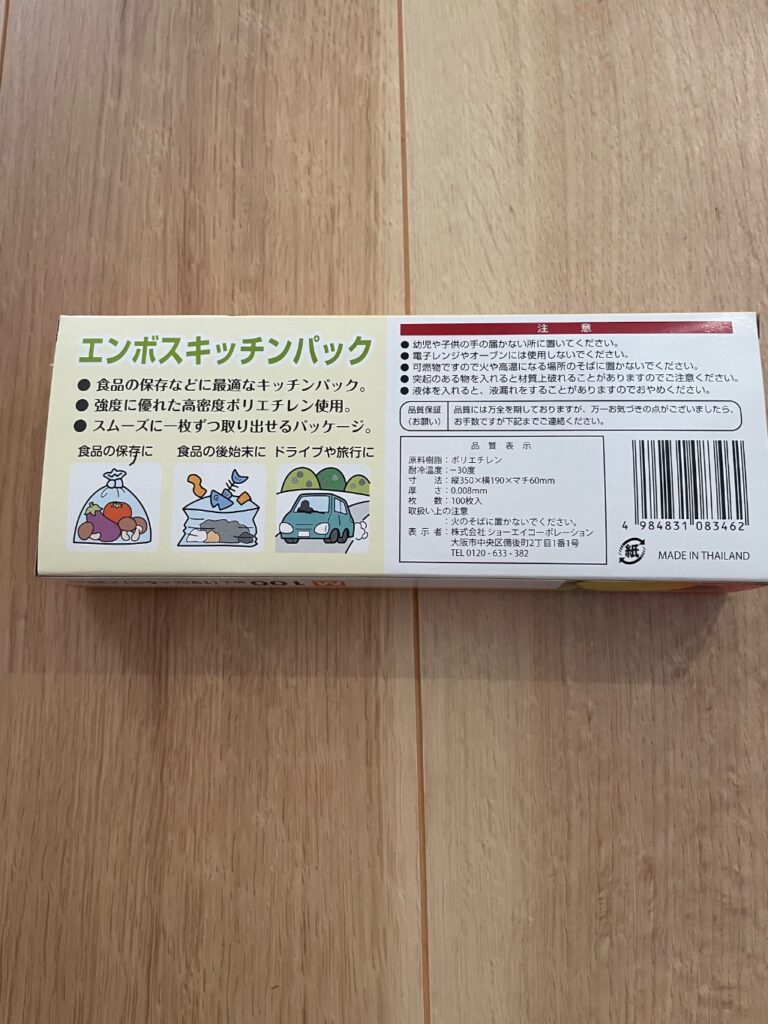 エンボスキッチンパック
● 食品の保存などに最適なキッチンパック。
● 強度に優れた高密度ポリエチレン使用。
● スムーズに一枚ずつ取り出せるパッケージ。
食品の保存に
食品の後始末に
ドライブや旅行に
注意
● 幼児や子供の手の届かない所に置いてください。
● 電子レンジやオーブンには使用しないでください。
● 可燃物ですので火や高温になる場所のそばに置かないでください。
● 突起のある物を入れると材質上破れることがありますのでご注意ください。
● 液体を入れると、液漏れをすることがありますのでおやめください。
品質保証 (お願い)
品質には万全を期しておりますが、万一お気づきの点がございましたら、
お手数ですが下記までご連絡ください。
品質表示
原料樹脂：ポリエチレン
耐冷温度：−30度
寸法：縦350×横190×マチ60mm
厚さ：0.008mm
枚数：100枚入
取扱い上の注意
：火のそばに置かないでください。
表示者：株式会社 ショーエイコーポレーション
大阪市中央区備後町2丁目1番1号
TEL 0120-633-382
4 984831 083462
紙
MADE IN THAILAND
M 100